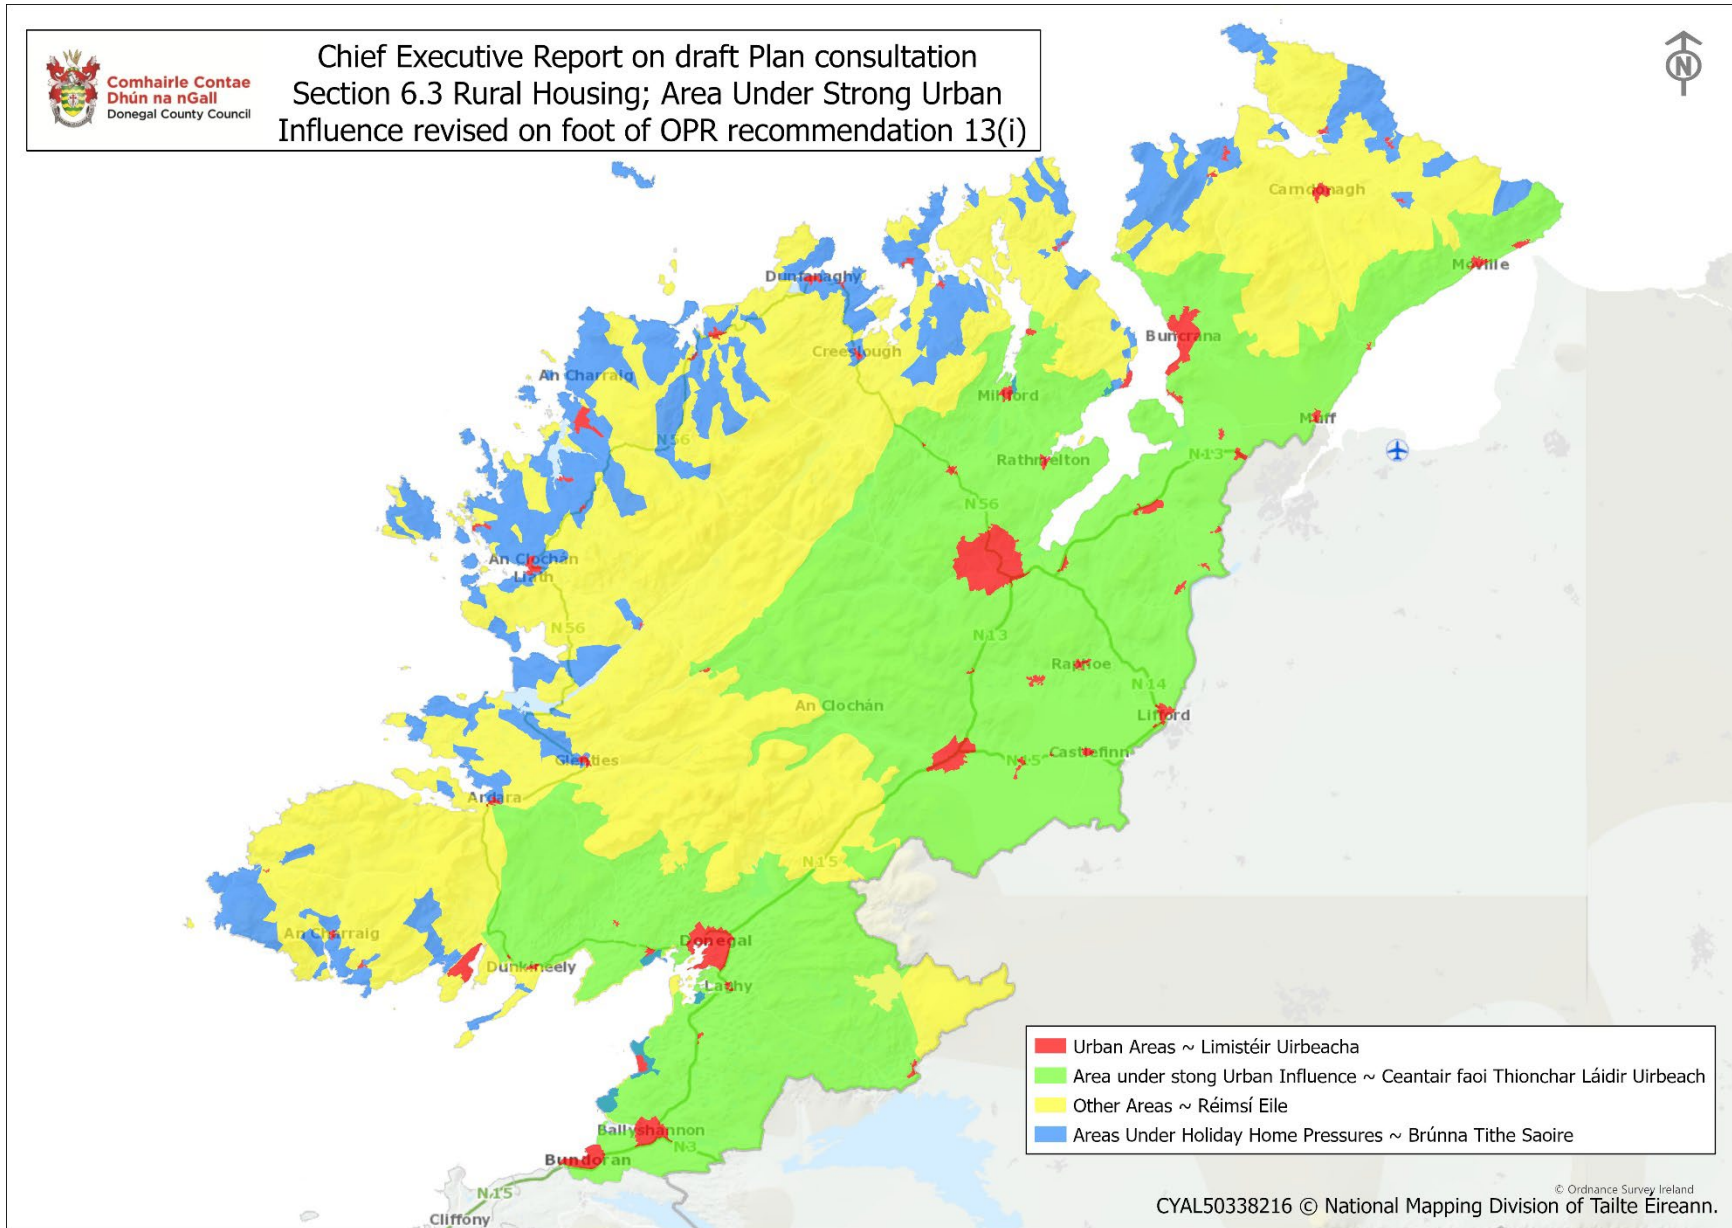 Comhairle Contae
Dhún na nGall
Donegal County Council
Chief Executive Report on draft Plan consultation
Section 6.3 Rural Housing; Area Under Strong Urban
Influence revised on foot of OPR recommendation 13(i)
N
Carndonagh
Moville
Dunfanaghy
Buncrana
Creeslough
An Charraig
Milford
Muff
N56
Rathmelton
N13
N56
An Clochán
Liath
N56
N13
Raphoe
N14
An Clochán
Lifford
Castlefinn
N15
Glenties
Ardara
N15
An Charraig
Donegal
Dunkineely
Laghy
Ballyshannon
N3
Bundoran
N15
Cliffony
Urban Areas ~ Limistéir Uirbeacha
Area under stong Urban Influence ~ Ceantair faoi Thionchar Láidir Uirbeach
Other Areas ~ Réimsí Eile
Areas Under Holiday Home Pressures ~ Brúnna Tithe Saoire
© Ordnance Survey Ireland
CYAL50338216 © National Mapping Division of Tailte Éireann.